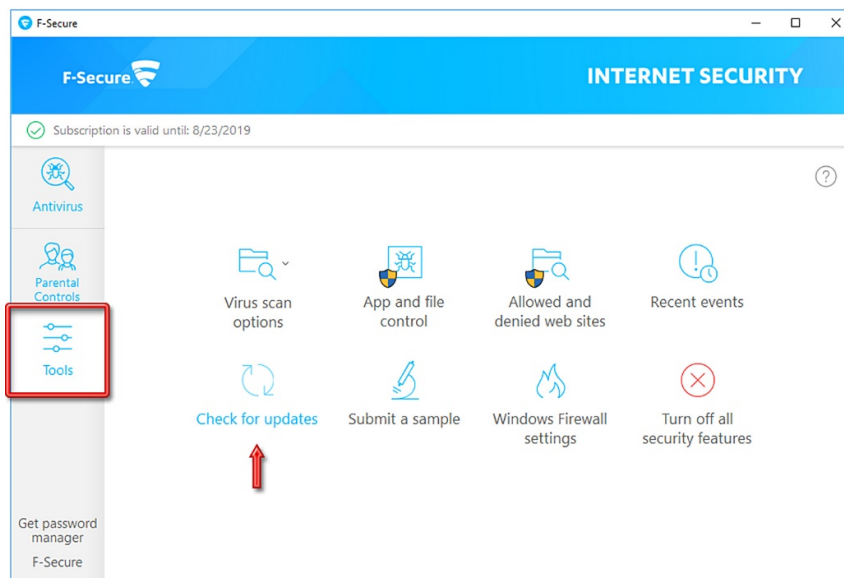 F-Secure
F-Secure.
INTERNET SECURITY
Subscription is valid until: 8/23/2019
Antivirus
?
Parental
Controls
Tools
Virus scan
options
App and file
control
Allowed and
denied web sites
Recent events
Check for updates
Submit a sample
Windows Firewall
settings
Turn off all
security features
Get password
manager
F-Secure